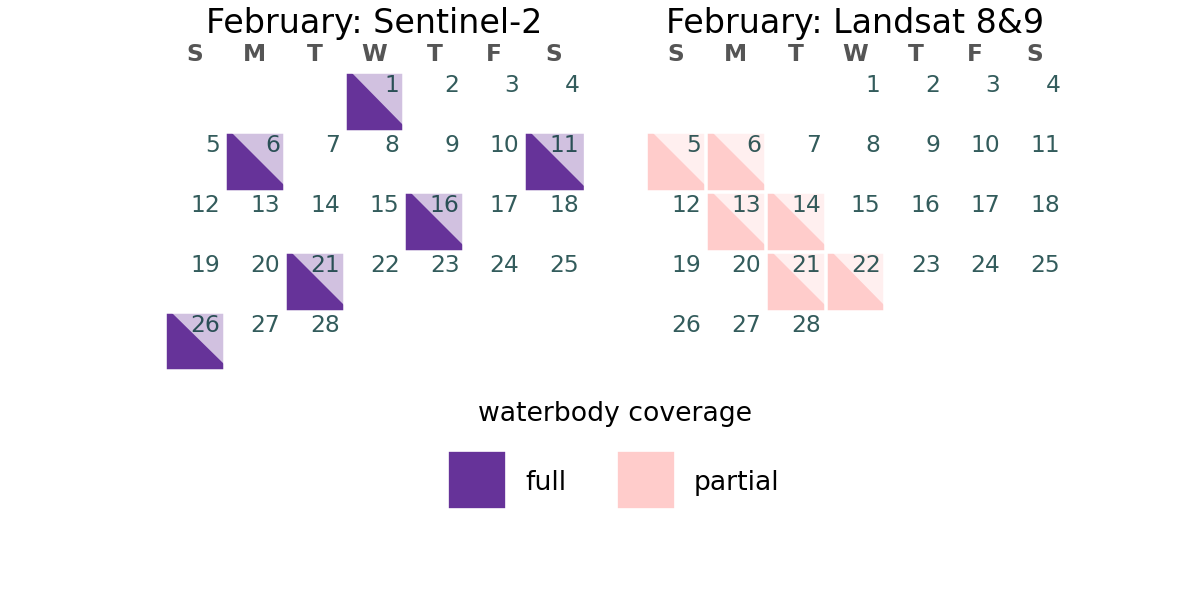 February: Sentinel-2
S M T W T F S
1 2 3 4
5 6 7 8 9 10 11
12 13 14 15 16 17 18
19 20 21 22 23 24 25
26 27 28
February: Landsat 8&9
S M T W T F S
1 2 3 4
5 6 7 8 9 10 11
12 13 14 15 16 17 18
19 20 21 22 23 24 25
26 27 28
waterbody coverage
full
partial